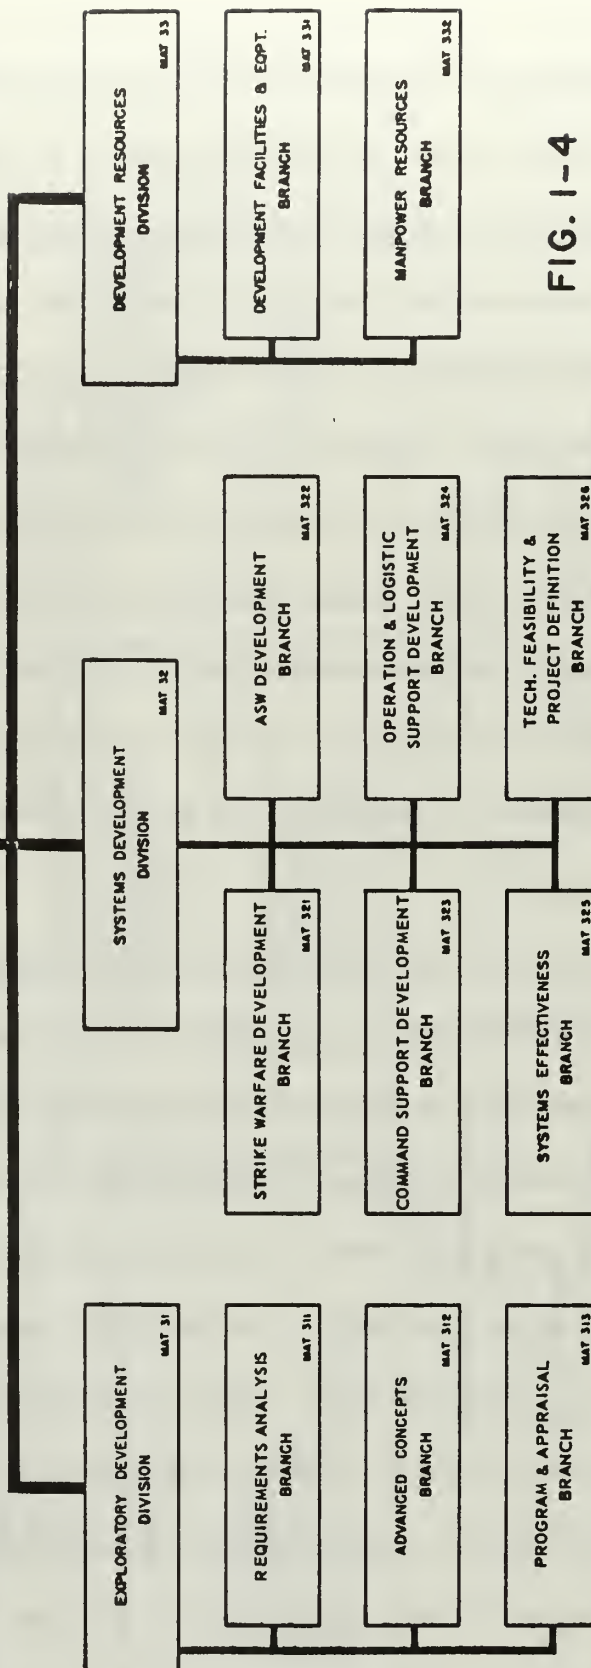 EXPLORATORY DEVELOPMENT
DIVISION
MAT 31
REQUIREMENTS ANALYSIS
BRANCH
MAT 311
ADVANCED CONCEPTS
BRANCH
MAT 312
PROGRAM & APPRAISAL
BRANCH
MAT 313
SYSTEMS DEVELOPMENT
DIVISION
MAT 32
STRIKE WARFARE DEVELOPMENT
BRANCH
MAT 321
ASW DEVELOPMENT
BRANCH
MAT 322
COMMAND SUPPORT DEVELOPMENT
BRANCH
MAT 323
OPERATION & LOGISTIC
SUPPORT DEVELOPMENT
BRANCH
MAT 324
SYSTEMS EFFECTIVENESS
BRANCH
MAT 325
TECH. FEASIBILITY &
PROJECT DEFINITION
BRANCH
MAT 326
DEVELOPMENT RESOURCES
DIVISION
MAT 33
DEVELOPMENT FACILITIES & EQPT.
BRANCH
MAT 331
MANPOWER RESOURCES
BRANCH
MAT 332
FIG. 1-4